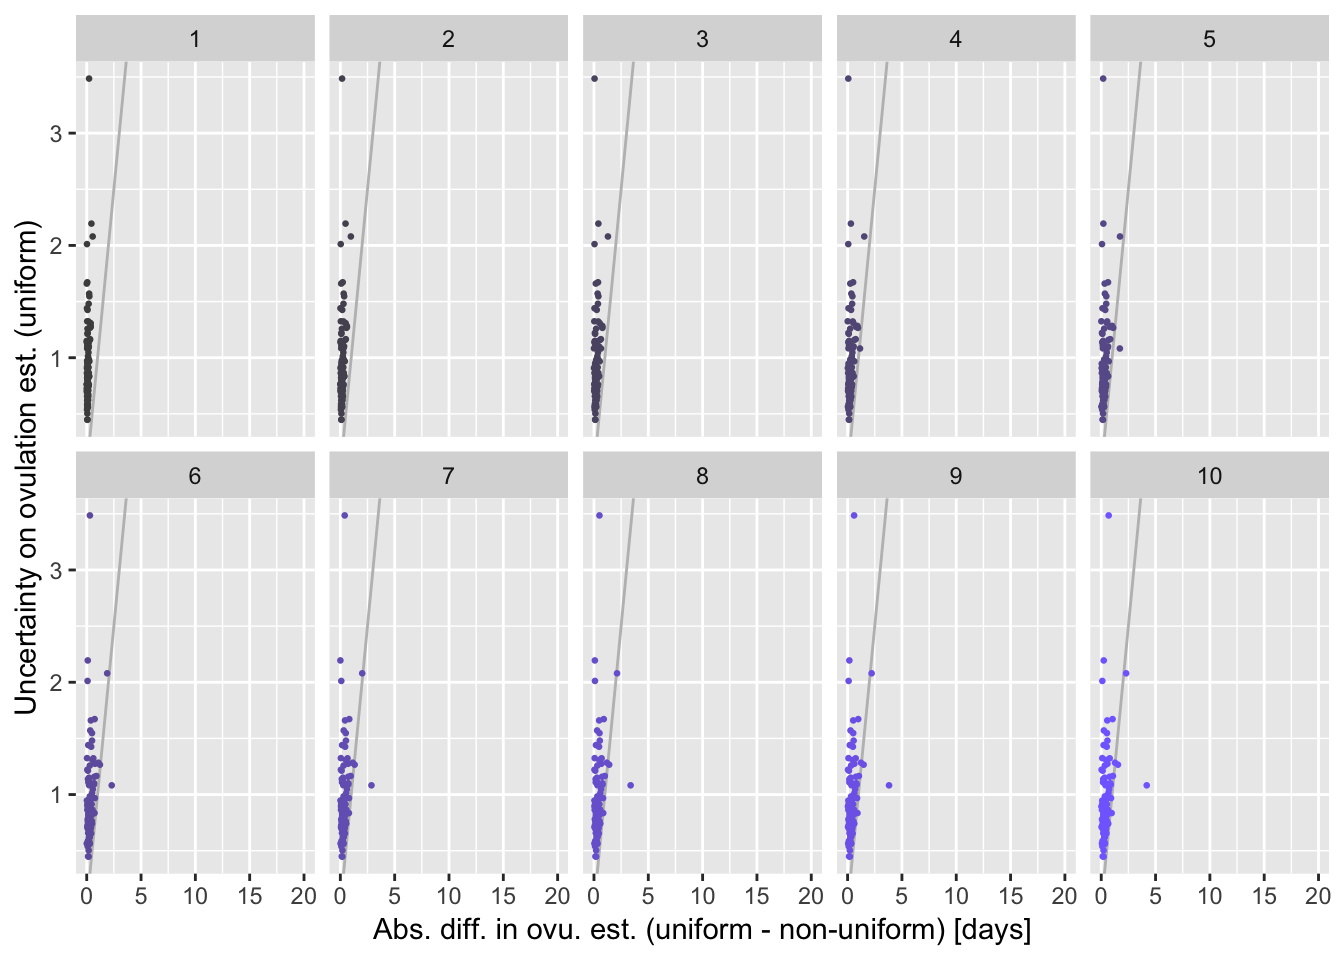 1 2 3 4 5
3
2
1
6 7 8 9 10
3
2
1
0 5 10 15 20 0 5 10 15 20 0 5 10 15 20 0 5 10 15 20 0 5 10 15 20
Abs. diff. in ovu. est. (uniform - non-uniform) [days]
Uncertainty on ovulation est. (uniform)